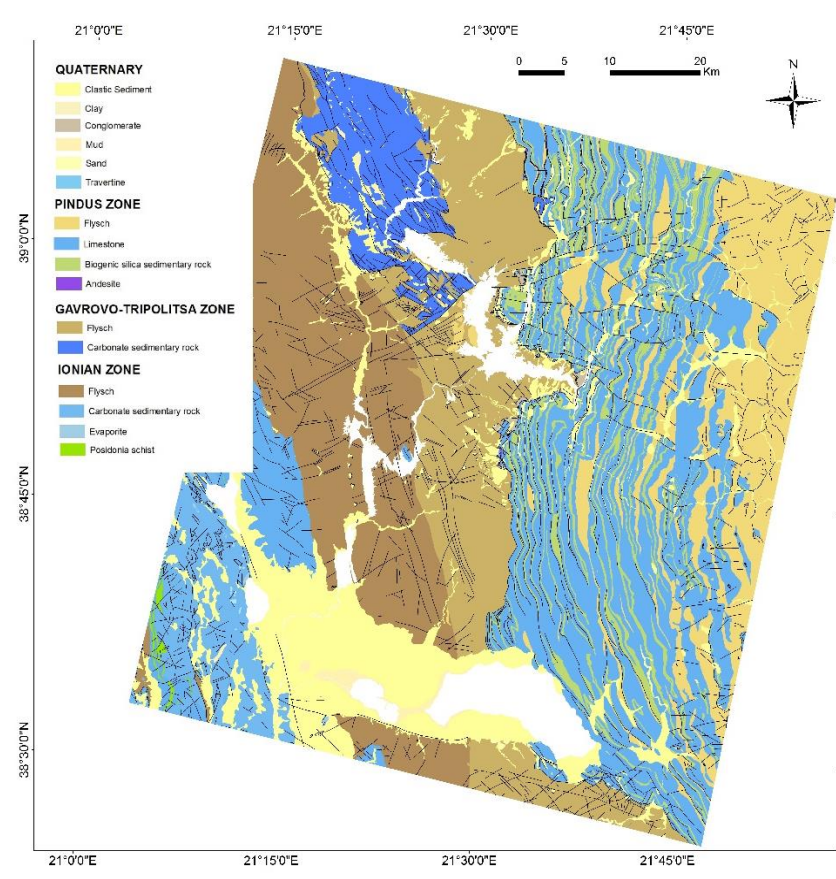 21°0'0"E 21°15'0"E 21°30'0"E 21°45'0"E
0 5 10 20
Km
N
QUATERNARY
Clastic Sediment
Clay
Conglomerate
Mud
Sand
Travertine
PINDUS ZONE
Flysch
Limestone
Biogenic silica sedimentary rock
Andesite
GAVROVO-TRIPOLITSA ZONE
Flysch
Carbonate sedimentary rock
IONIAN ZONE
Flysch
Carbonate sedimentary rock
Evaporite
Posidonia schist
39°0'0"N
38°45'0"N
38°30'0"N
21°0'0"E 21°15'0"E 21°30'0"E 21°45'0"E